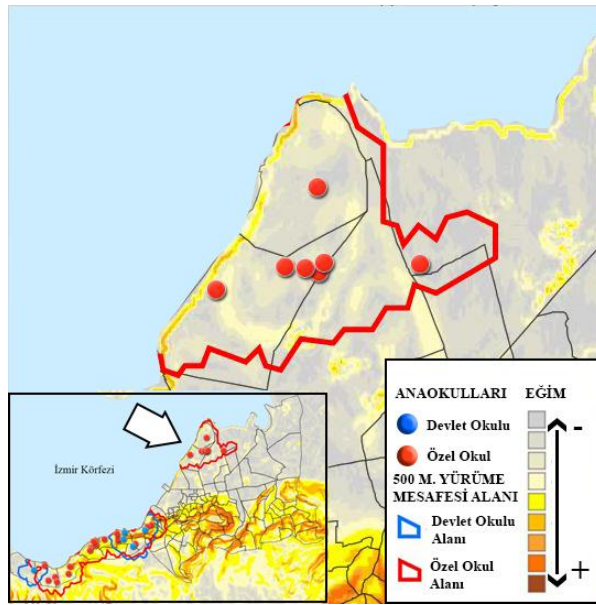 İzmir Körfezi
ANAOKULLARI
Devlet Okulu
Özel Okul
500 M. YÜRÜME
MESAFESİ ALANI
Devlet Okulu
Alanı
Özel Okul
Alanı
EĞİM
-
+